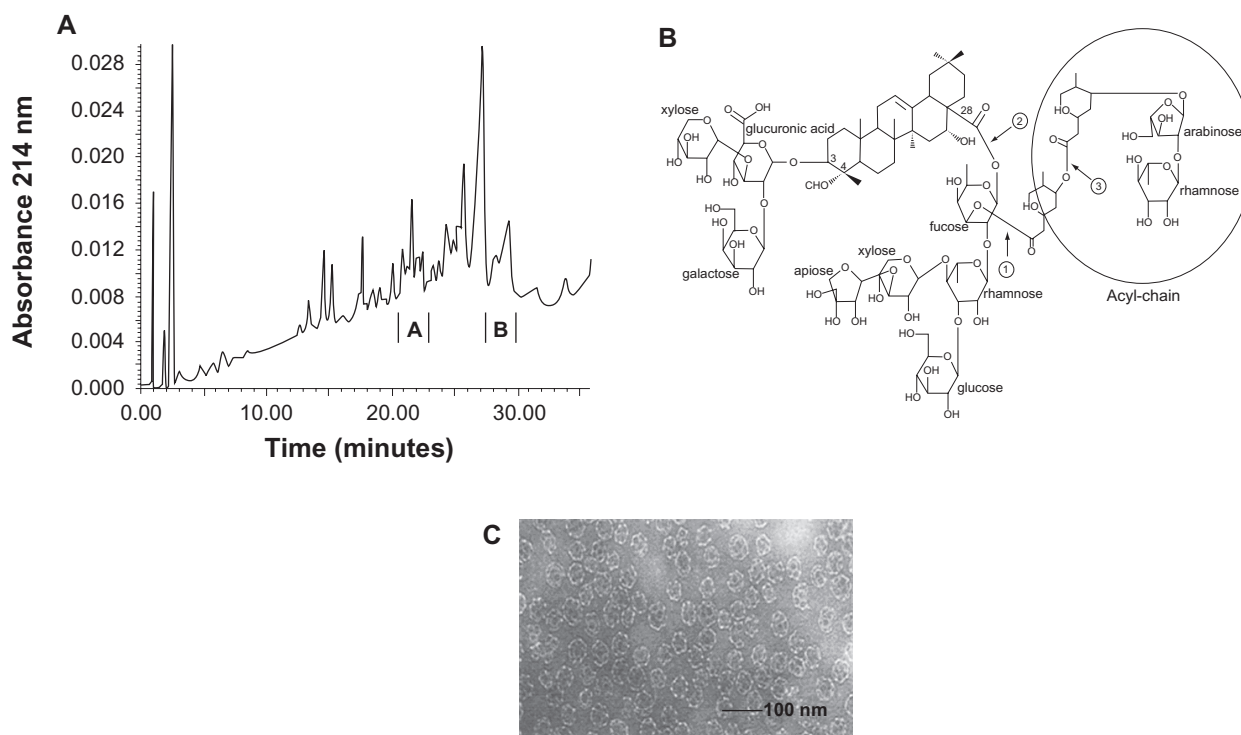 A
Absorbance 214 nm
0.028
0.024
0.020
0.016
0.012
0.008
0.004
0.000
A
B
0.00
10.00
20.00
30.00
Time (minutes)
B
xylose
O
OH
glucuronic acid
28
O
2
OH
3
4
CHO
HO
OH
galactose
fucose
1
apiose
xylose
rhamnose
glucose
3
arabinose
rhamnose
Acyl-chain
C
100 nm